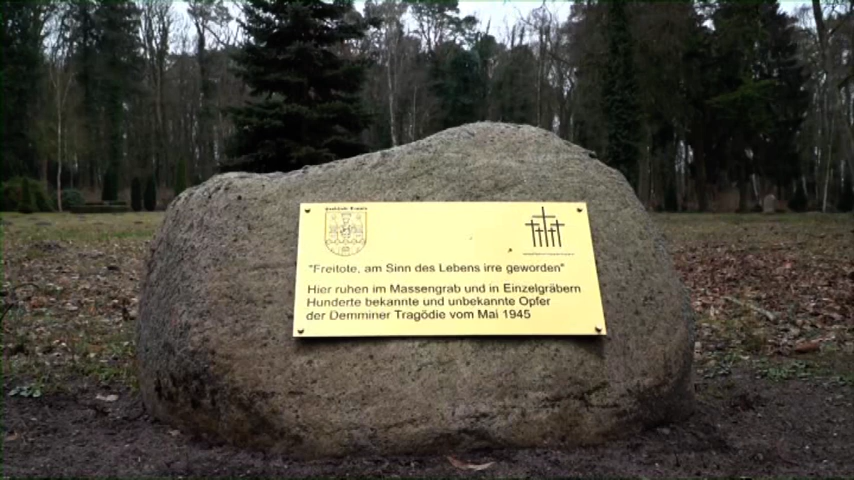 "Freitote, am Sinn des Lebens irre geworden"
Hier ruhen im Massengrab und in Einzelgräbern
Hunderte bekannte und unbekannte Opfer
der Demminer Tragödie vom Mai 1945